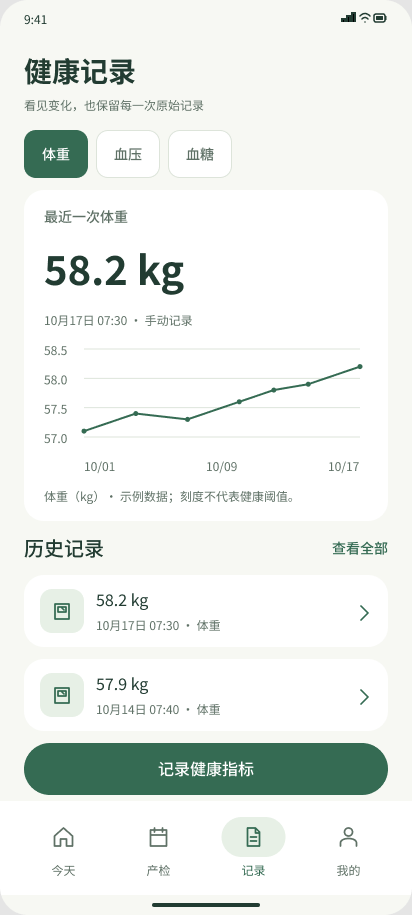 9:41
健康记录
看见变化，也保留每一次原始记录
体重
血压
血糖
最近一次体重
58.2 kg
10月17日 07:30 · 手动记录
58.5
58.0
57.5
57.0
10/01 10/09 10/17
体重（kg）· 示例数据；刻度不代表健康阈值。
历史记录
查看全部
58.2 kg
10月17日 07:30 · 体重
57.9 kg
10月14日 07:40 · 体重
记录健康指标
今天
产检
记录
我的